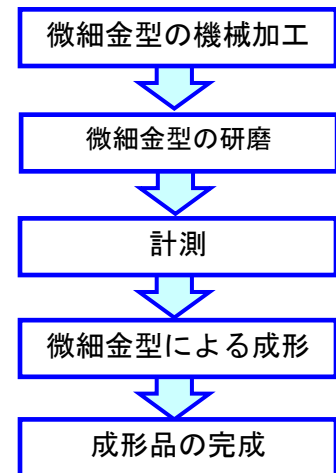 微細金型の機械加工
微細金型の研磨
計測
微細金型による成形
成形品の完成